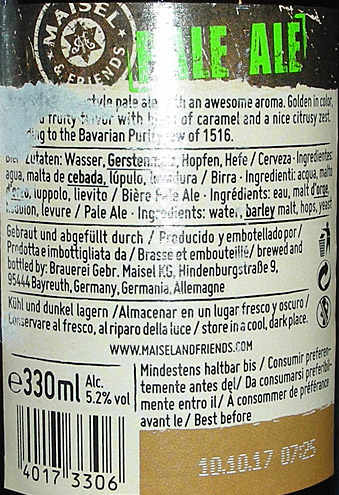 MAISEL
& FRIENDS
PALE ALE
style pale ale with an awesome aroma. Golden in color,
fruity flavor with of caramel and a nice citrusy zest.
to the Bavarian Purity Law of 1516.
Bier Zutaten: Wasser, Gerstenmalz, Hopfen, Hefe / Cerveza · Ingredientes:
agua, malta de cebada, lúpulo, levadura / Birra · Ingredienti: acqua, malto
d'orzo, luppolo, lievito / Bière Pale Ale · Ingrédients: eau, malt d'orge,
houblon, levure / Pale Ale · Ingredients: water, barley malt, hops, yeast
Gebraut und abgefüllt durch / Producido y embotellado por /
Prodotta e imbottigliata da / Brassé et embouteillé / brewed and
bottled by: Brauerei Gebr. Maisel KG, Hindenburgstraße 9,
95444 Bayreuth, Germany, Germania, Allemagne
Kühl und dunkel lagern / Almacenar en un lugar fresco y oscuro /
Conservare al fresco, al riparo della luce / store in a cool, dark place.
WWW.MAISELANDFRIENDS.COM
e 330ml Alc. 5.2% vol
Mindestens haltbar bis / Consumir preferen-
temente antes del / Da consumarsi preferibil-
mente entro il / À consommer de préférance
avant le / Best before
10.10.17 07:25
4017 3306